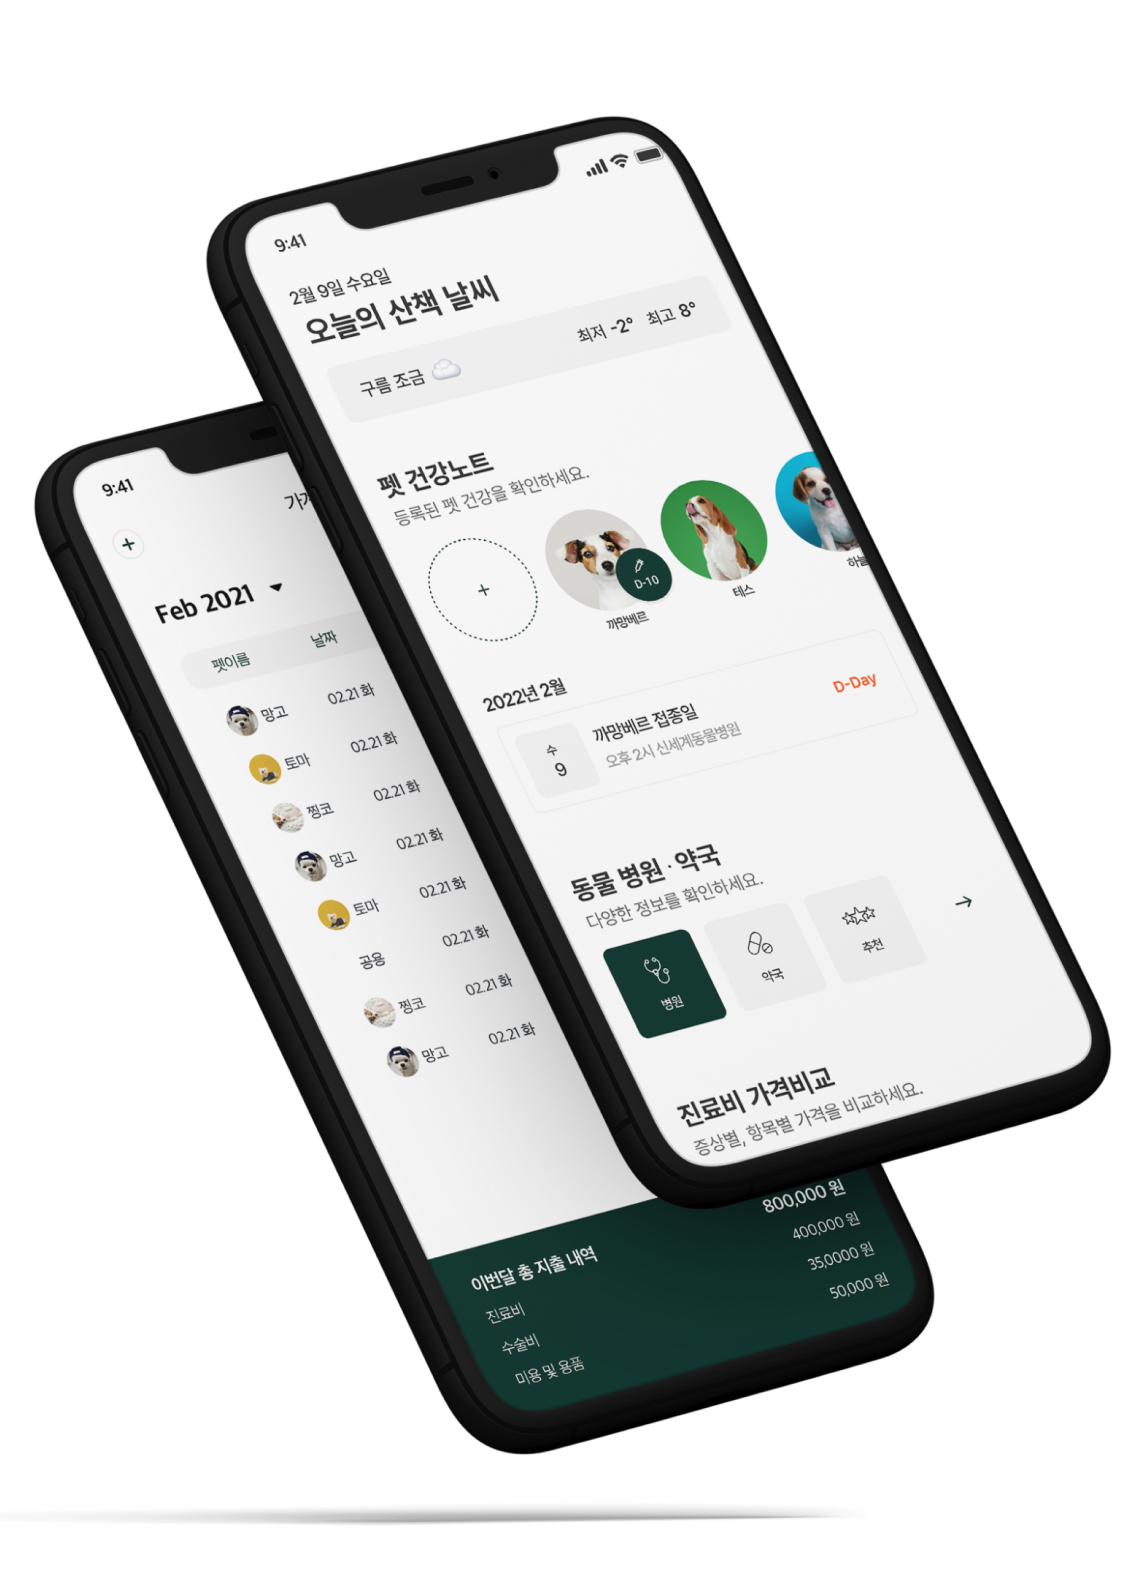 9:41
2월 9일 수요일
오늘의 산책 날씨
구름 조금
최저 -2° 최고 8°
펫 건강노트
등록된 펫 건강을 확인하세요.
+
D-10
까망베르
테스
하늘
2022년 2월
수
9
까망베르 접종일
오후 2시 신세계동물병원
D-Day
동물 병원 · 약국
다양한 정보를 확인하세요.
병원
약국
추천
→
진료비 가격비교
증상별, 항목별 가격을 비교하세요.
9:41
+
Feb 2021
펫이름 날짜
망고 02.21 화
토마 02.21 화
찡코 02.21 화
망고 02.21 화
토마 02.21 화
공용 02.21 화
찡코 02.21 화
망고 02.21 화
이번달 총 지출 내역 800,000 원
진료비 400,000 원
수술비 35,0000 원
미용 및 용품 50,000 원